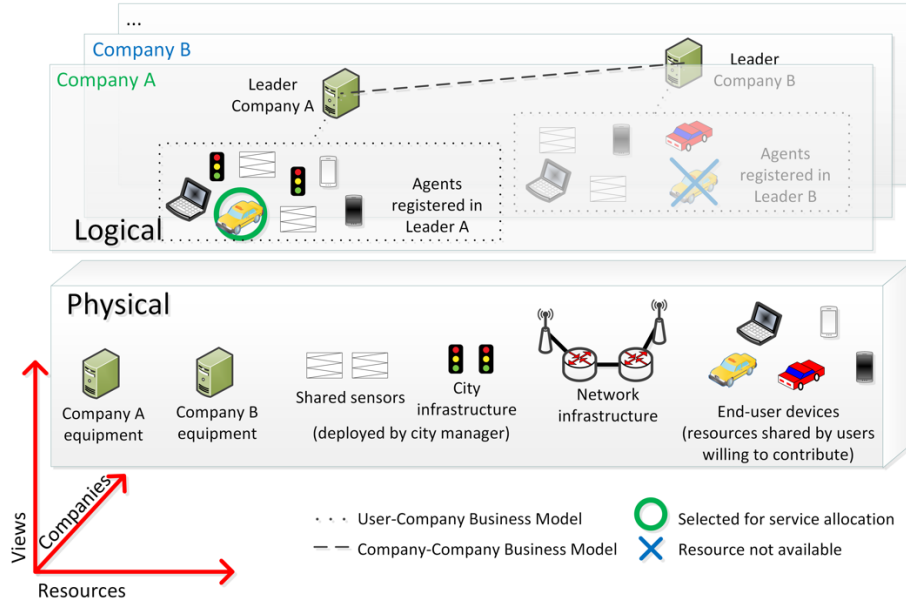 ...
Company B
Company A
Leader
Company A
Leader
Company B
Agents
registered in
Leader A
Agents
registered in
Leader B
Logical
Physical
Company A
equipment
Company B
equipment
Shared sensors
City
infrastructure
(deployed by city manager)
Network
infrastructure
End-user devices
(resources shared by users
willing to contribute)
Views
Companies
Resources
User-Company Business Model
Company-Company Business Model
Selected for service allocation
Resource not available